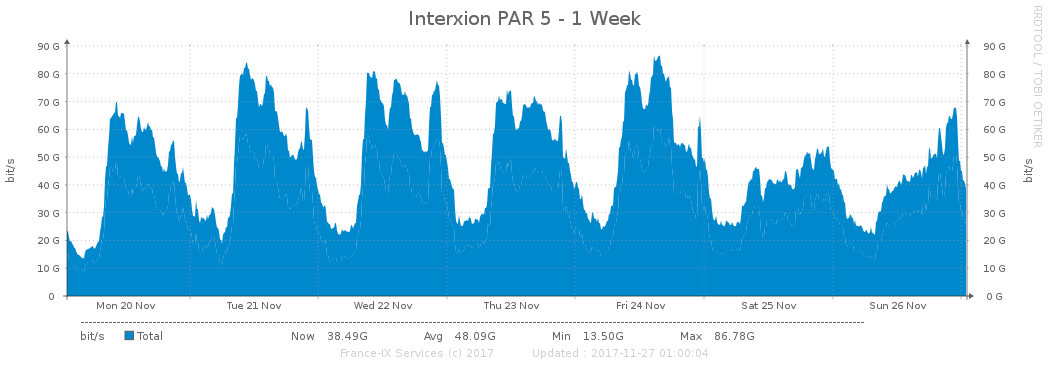 Interxion PAR 5 - 1 Week
RRDTOOL / TOBI OETIKER
90 G 90 G
80 G 80 G
70 G 70 G
60 G 60 G
50 G 50 G
40 G 40 G
30 G 30 G
20 G 20 G
10 G 10 G
0 0 G
bit/s
bit/s
Mon 20 Nov Tue 21 Nov Wed 22 Nov Thu 23 Nov Fri 24 Nov Sat 25 Nov Sun 26 Nov
bit/s Total Now 38.49G Avg 48.09G Min 13.50G Max 86.78G
France-IX Services (c) 2017 Updated : 2017-11-27 01:00:04